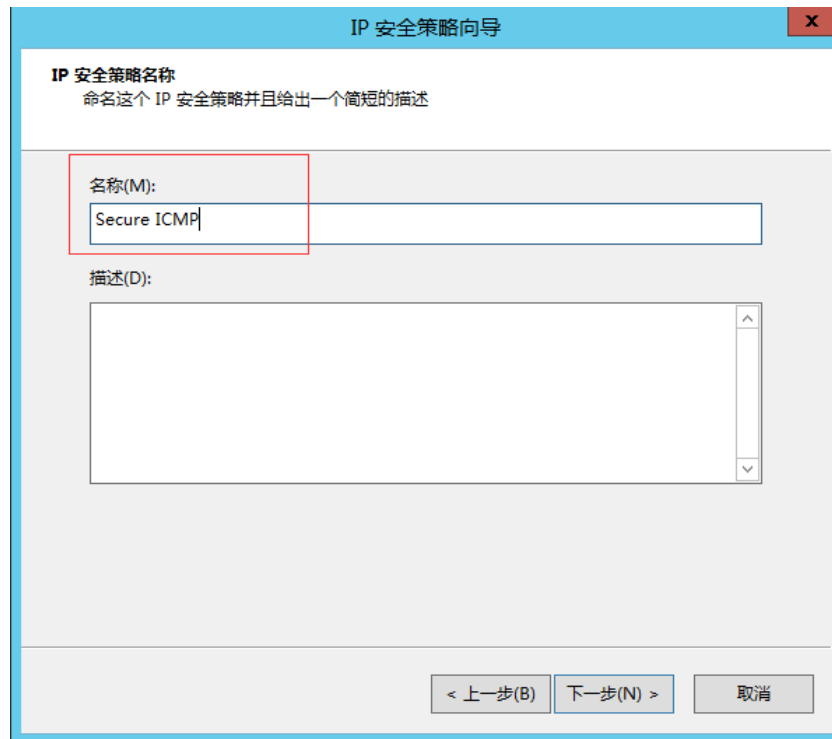 IP 安全策略向导
x
IP 安全策略名称
命名这个 IP 安全策略并且给出一个简短的描述
名称(M):
Secure ICMP
描述(D):
< 上一步(B) 下一步(N) > 取消